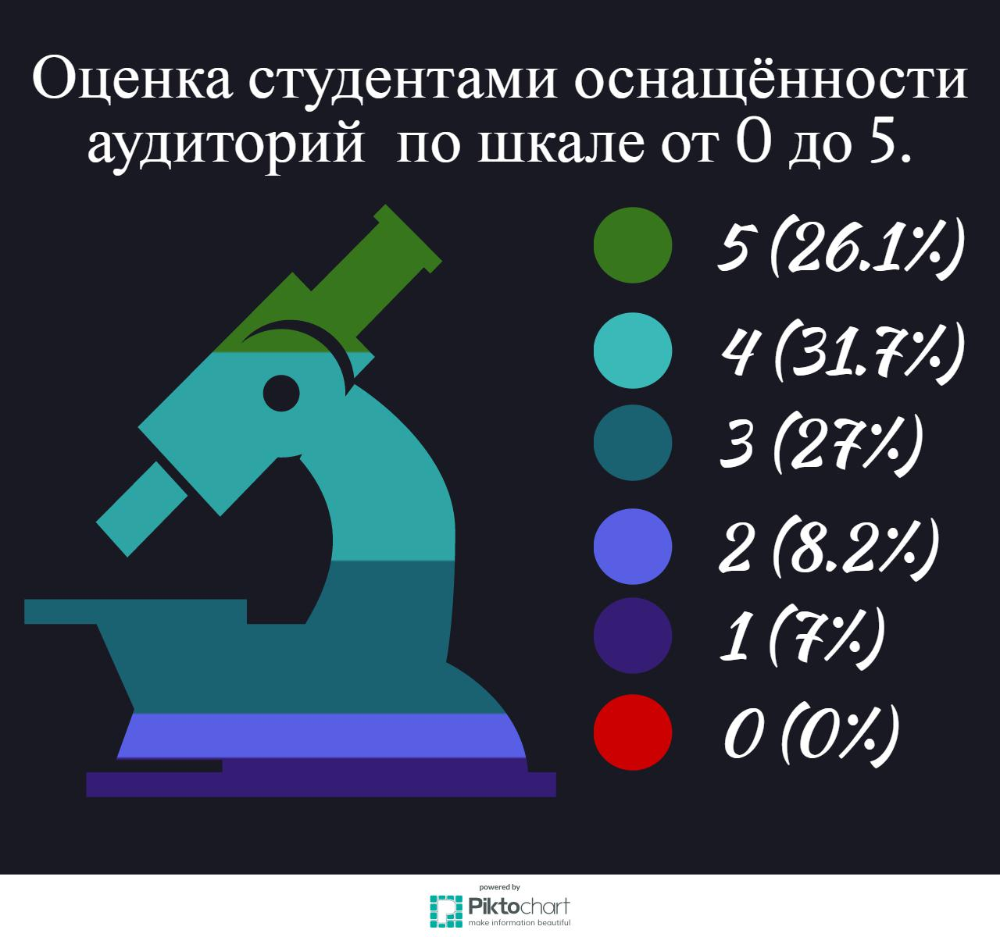 Оценка студентами оснащённости
аудиторий по шкале от 0 до 5.
5 (26.1%)
4 (31.7%)
3 (27%)
2 (8.2%)
1 (7%)
0 (0%)
powered by
Piktochart
make information beautiful